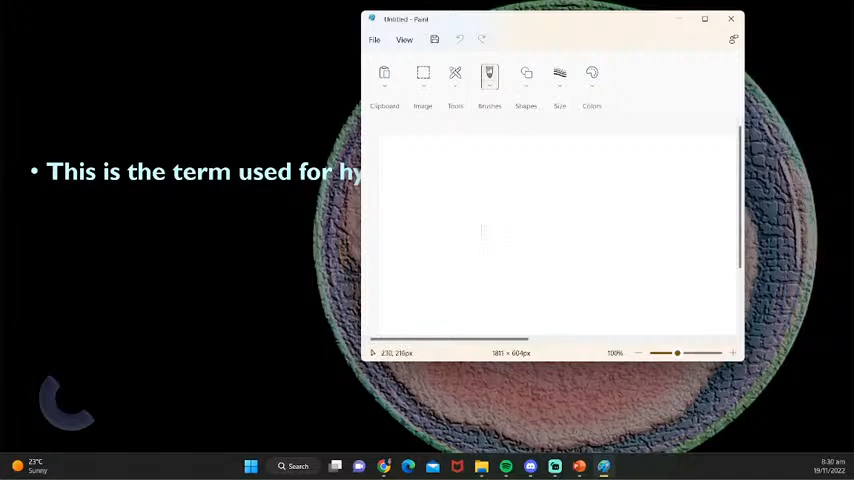 Untitled - Paint
File
View
Clipboard
Image
Tools
Brushes
Shapes
Size
Colors
• This is the term used for hy
230, 216px
1811 × 604px
100%
23°C
Sunny
Search
8:30 am
19/11/2022